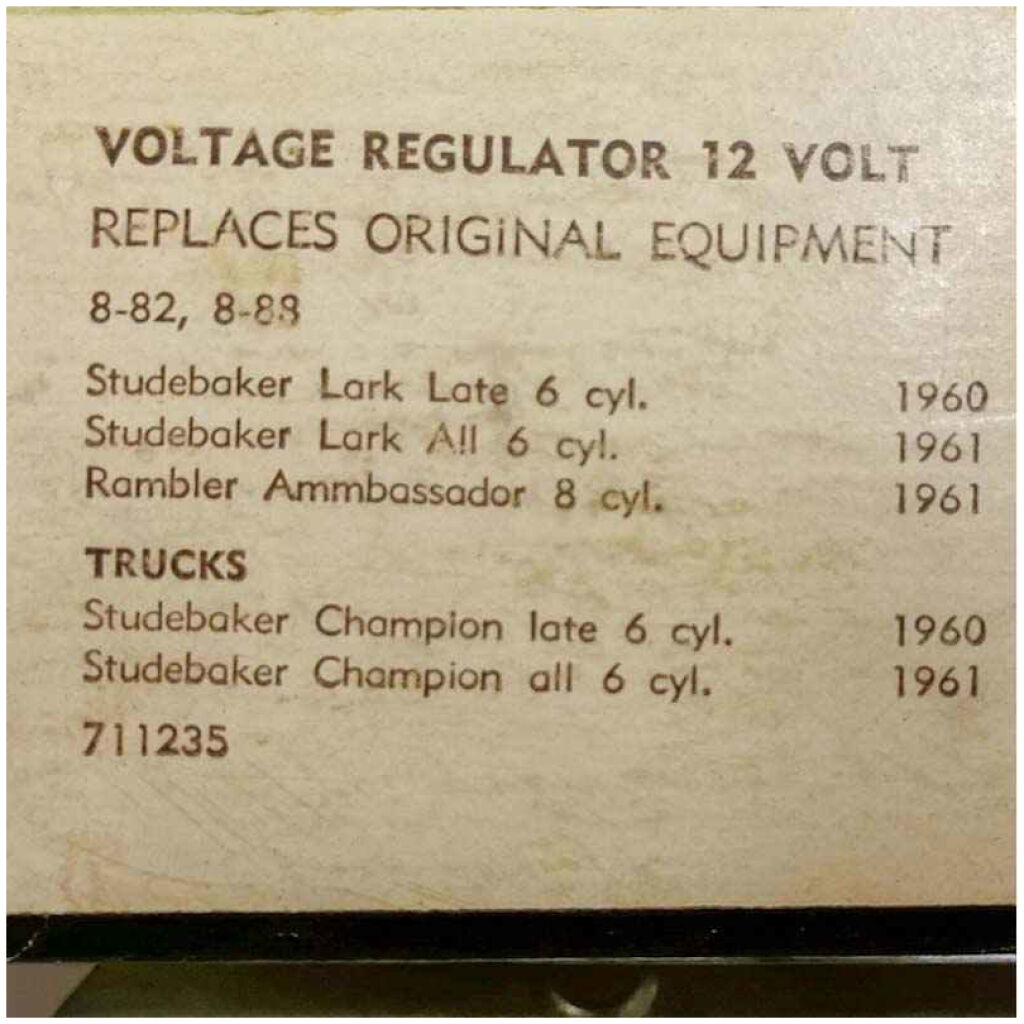 VOLTAGE REGULATOR 12 VOLT
REPLACES ORIGINAL EQUIPMENT
8-82, 8-88
Studebaker Lark Late 6 cyl. 1960
Studebaker Lark All 6 cyl. 1961
Rambler Ammbassador 8 cyl. 1961
TRUCKS
Studebaker Champion late 6 cyl. 1960
Studebaker Champion all 6 cyl. 1961
711235